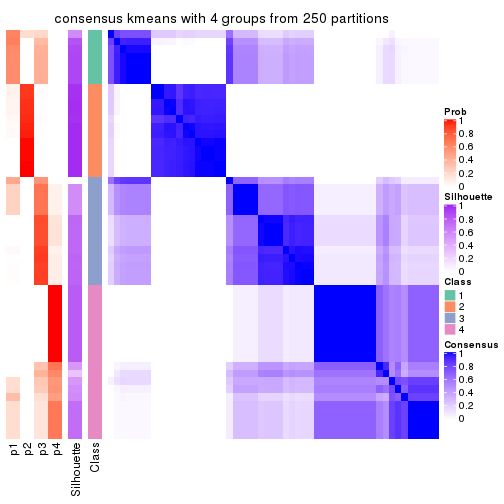 consensus kmeans with 4 groups from 250 partitions
Prob
1
0.8
0.6
0.4
0.2
0
Silhouette
1
0.8
0.6
0.4
0.2
0
Class
1
2
3
4
Consensus
1
0.8
0.6
0.4
0.2
0
p1
p2
p3
p4
Silhouette
Class